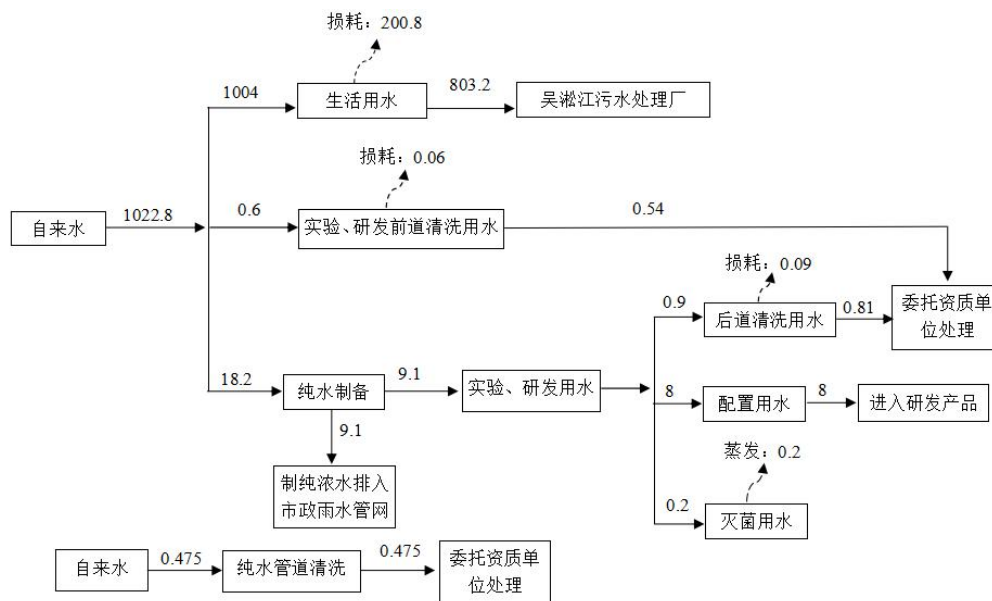 损耗：200.8
1004
生活用水
803.2
吴淞江污水处理厂
损耗：0.06
自来水
1022.8
0.6
实验、研发前道清洗用水
0.54
损耗：0.09
0.9
后道清洗用水
0.81
委托资质单
位处理
18.2
纯水制备
9.1
实验、研发用水
8
配置用水
8
进入研发产品
9.1
蒸发：0.2
制纯浓水排入
市政雨水管网
0.2
灭菌用水
自来水
0.475
纯水管道清洗
0.475
委托资质单
位处理